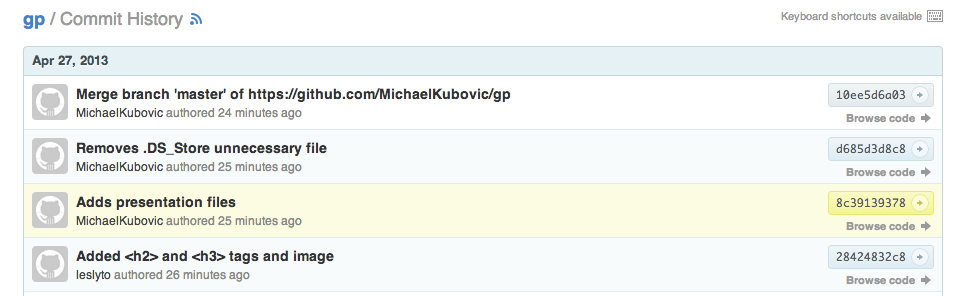 gp / Commit History
Keyboard shortcuts available
Apr 27, 2013
Merge branch 'master' of https://github.com/MichaelKubovic/gp
10ee5d6a03
MichaelKubovic authored 24 minutes ago
Browse code
Removes .DS_Store unnecessary file
d685d3d8c8
MichaelKubovic authored 25 minutes ago
Browse code
Adds presentation files
8c39139378
MichaelKubovic authored 25 minutes ago
Browse code
Added <h2> and <h3> tags and image
28424832c8
leslyto authored 26 minutes ago
Browse code